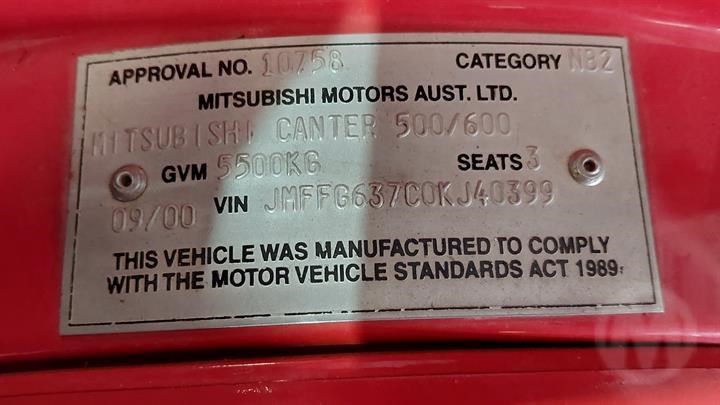 APPROVAL NO. 10758 CATEGORY NB2
MITSUBISHI MOTORS AUST. LTD.
MITSUBISHI CANTER 500/600
GVM 5500KG SEATS 3
09/00 VIN JMFFG637C0KJ40399
THIS VEHICLE WAS MANUFACTURED TO COMPLY
WITH THE MOTOR VEHICLE STANDARDS ACT 1989.
M